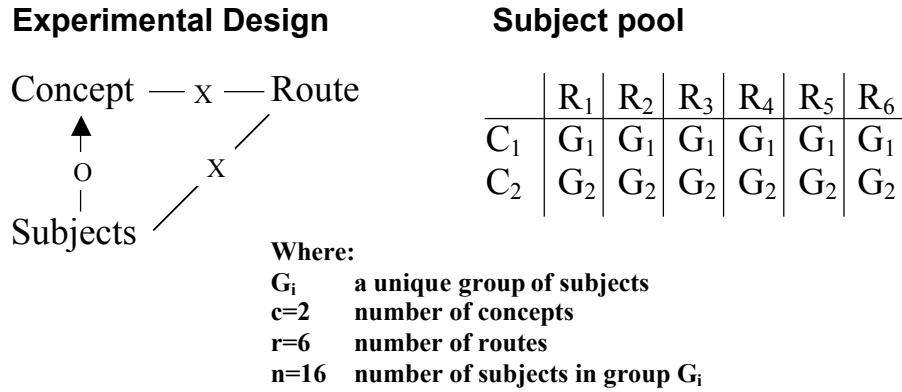 Experimental Design
Concept X Route
O X
Subjects
Subject pool
R₁ R₂ R₃ R₄ R₅ R₆
C₁ G₁ G₁ G₁ G₁ G₁ G₁
C₂ G₂ G₂ G₂ G₂ G₂ G₂
Where:
Gᵢ a unique group of subjects
c=2 number of concepts
r=6 number of routes
n=16 number of subjects in group Gᵢ